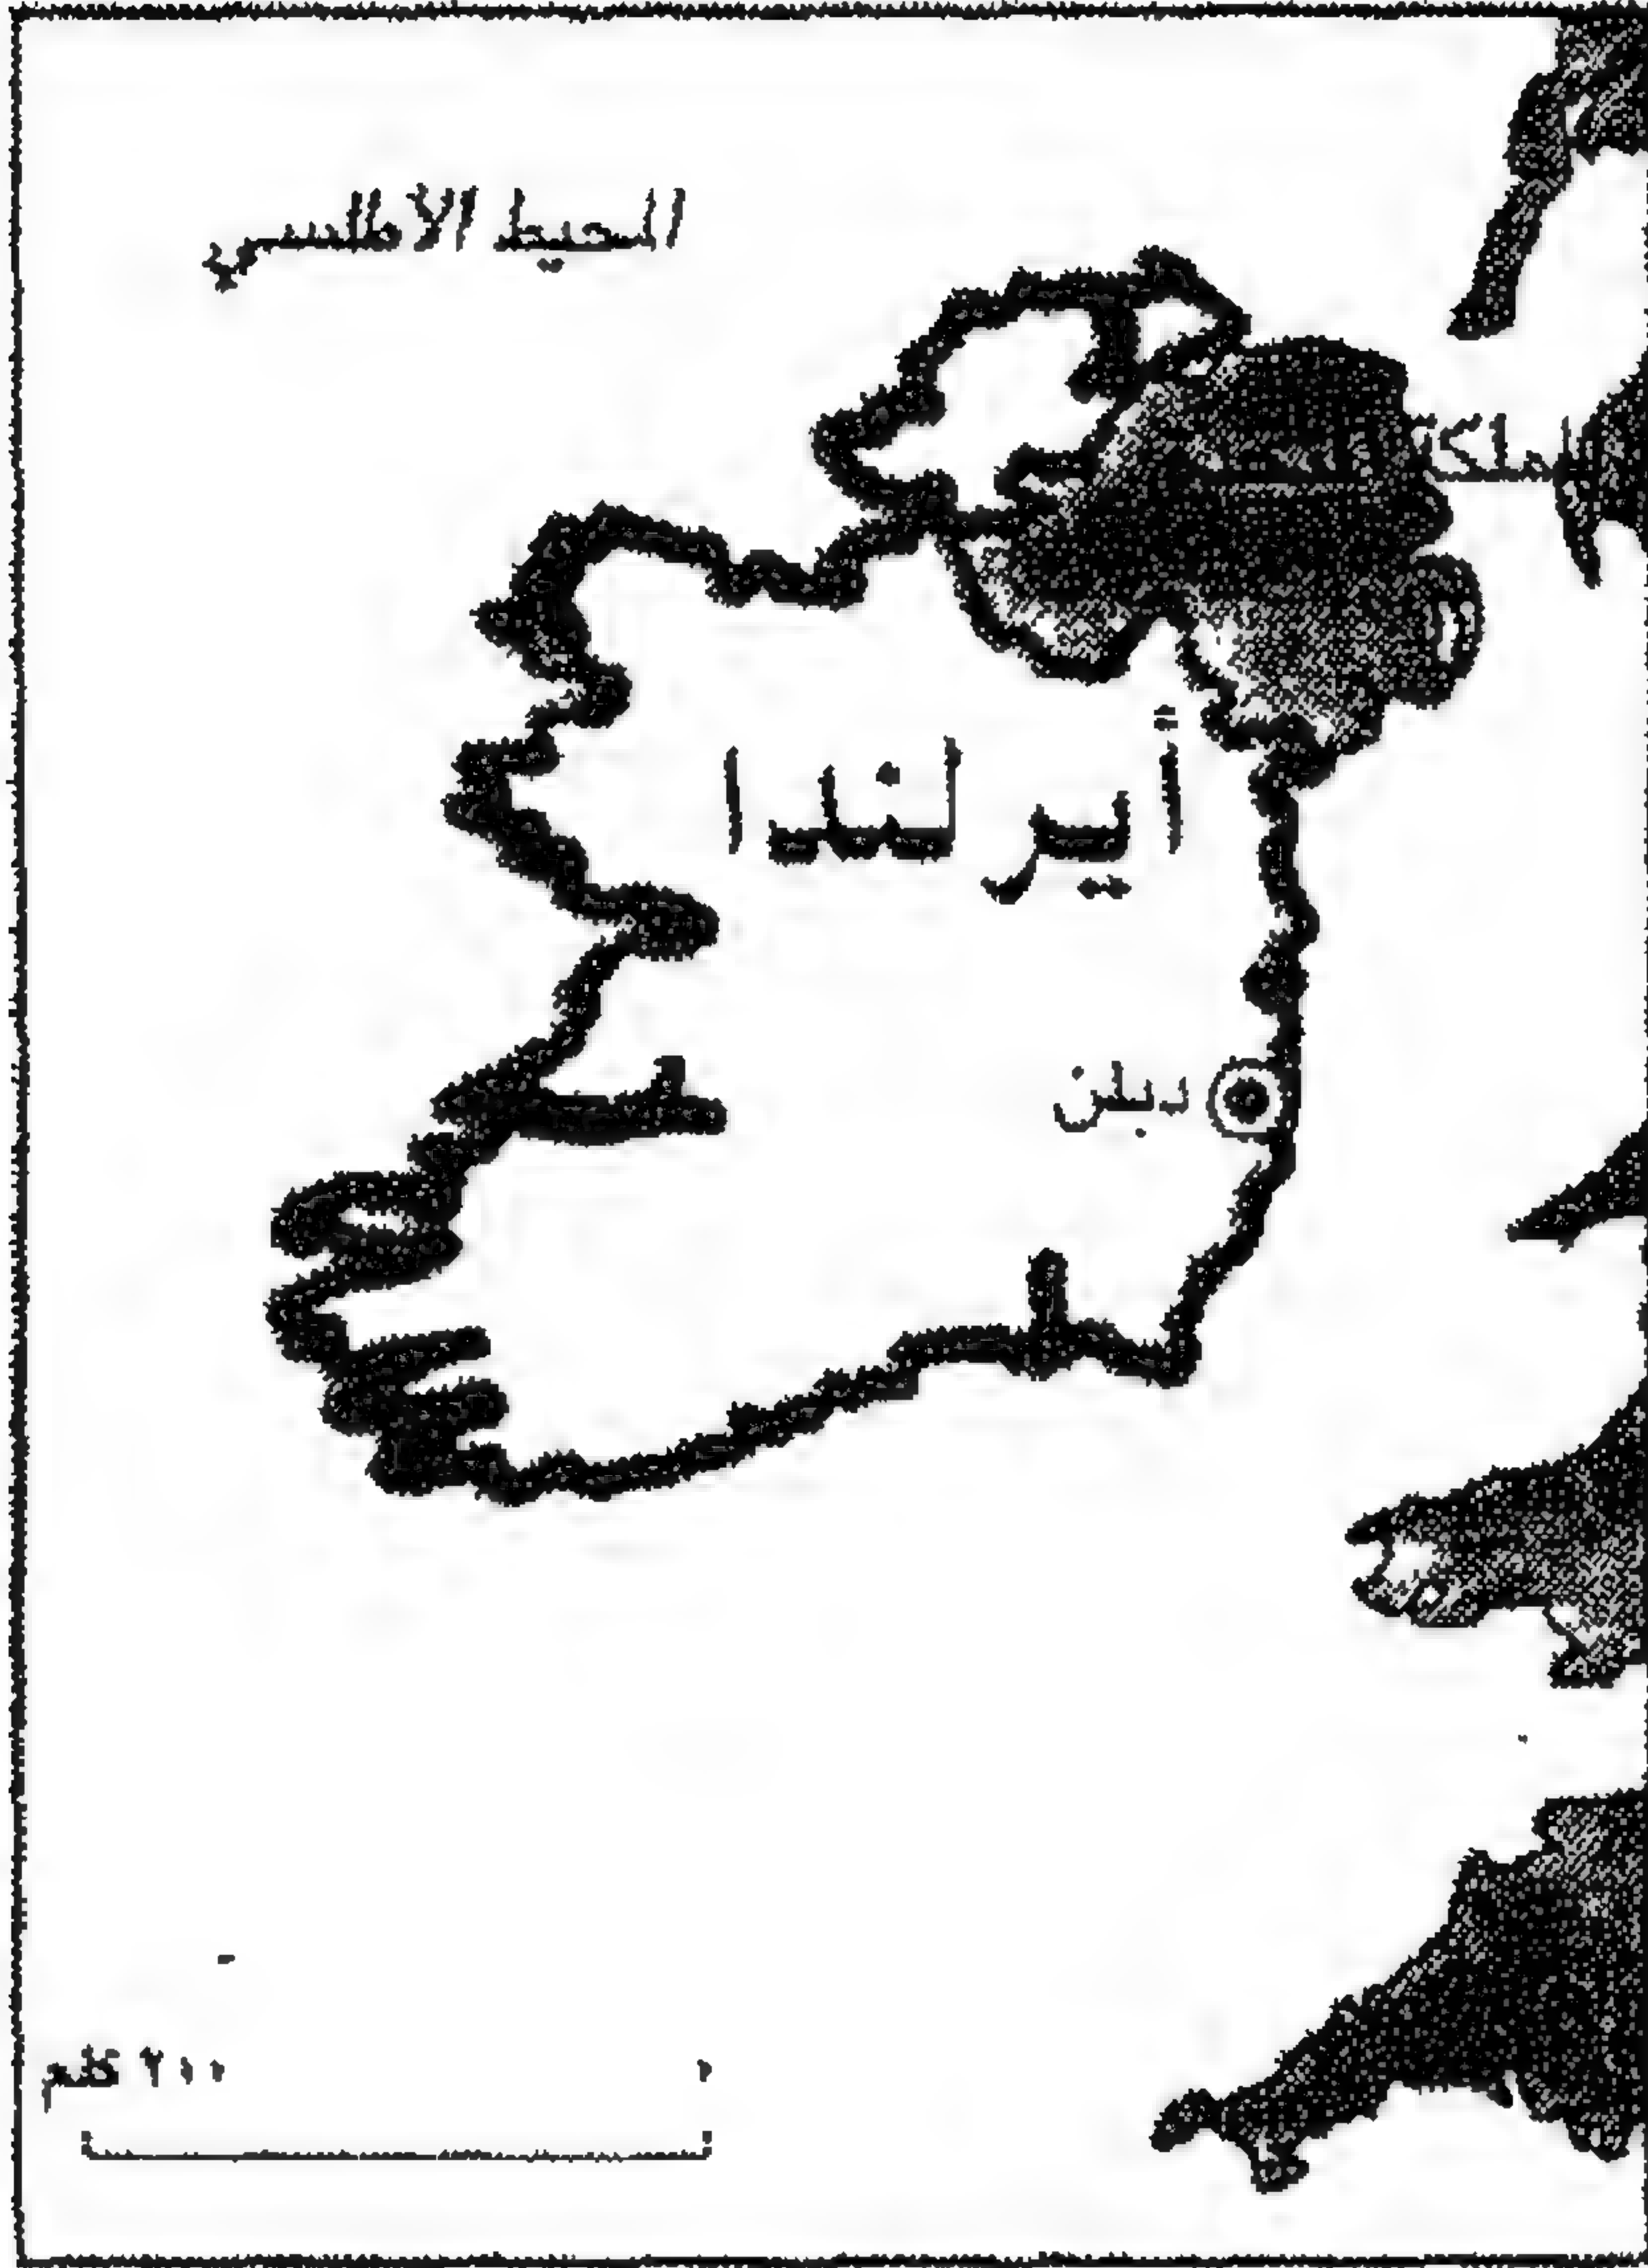 المحيط الأطلسي
أيرلندا
دبلن
٢٠٠ كلم
٠